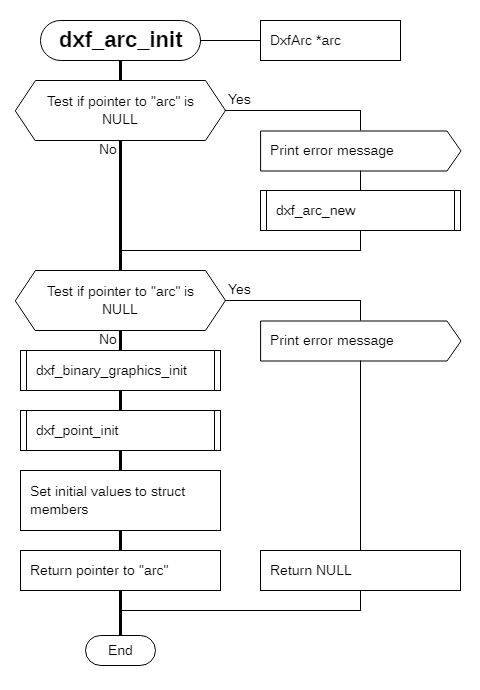 dxf_arc_init
DxfArc *arc
Test if pointer to "arc" is
NULL
Yes
No
Print error message
dxf_arc_new
Test if pointer to "arc" is
NULL
Yes
No
Print error message
dxf_binary_graphics_init
dxf_point_init
Set initial values to struct
members
Return pointer to "arc"
Return NULL
End